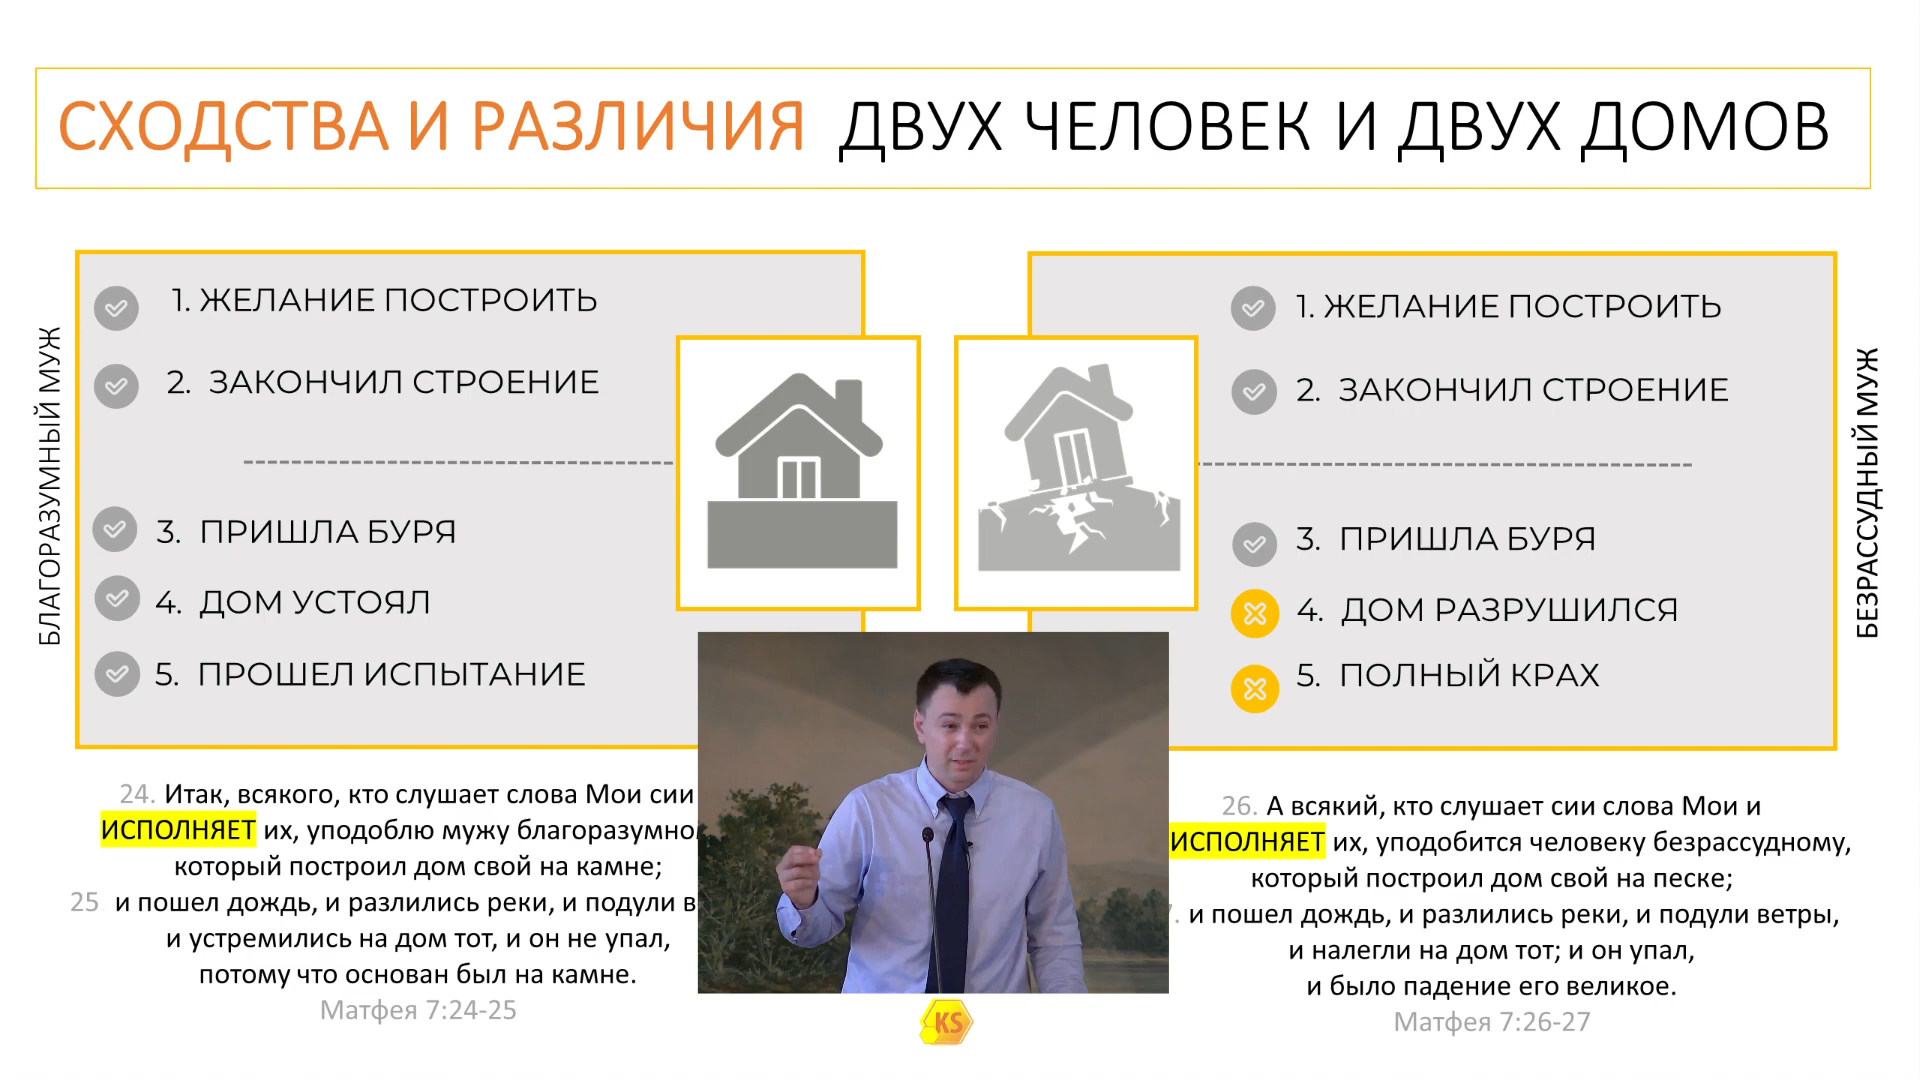 СХОДСТВА И РАЗЛИЧИЯ ДВУХ ЧЕЛОВЕК И ДВУХ ДОМОВ
БЛАГОРАЗУМНЫЙ МУЖ
1. ЖЕЛАНИЕ ПОСТРОИТЬ
2. ЗАКОНЧИЛ СТРОЕНИЕ
3. ПРИШЛА БУРЯ
4. ДОМ УСТОЯЛ
5. ПРОШЕЛ ИСПЫТАНИЕ
24. Итак, всякого, кто слушает слова Мои сии
ИСПОЛНЯЕТ их, уподоблю мужу
который построил дом свой на камне;
25 и пошел дождь, и разлились реки, и подули
и устремились на дом тот, и он не упал,
потому что основан был на камне.
Матфея 7:24-25
1. ЖЕЛАНИЕ ПОСТРОИТЬ
2. ЗАКОНЧИЛ СТРОЕНИЕ
3. ПРИШЛА БУРЯ
4. ДОМ РАЗРУШИЛСЯ
5. ПОЛНЫЙ КРАХ
БЕЗРАССУДНЫЙ МУЖ
26. А всякий, кто слушает сии слова Мои и
ИСПОЛНЯЕТ их, уподобится человеку безрассудному,
который построил дом свой на песке;
и пошел дождь, и разлились реки, и подули ветры,
и налегли на дом тот; и он упал,
и было падение его великое.
Матфея 7:26-27
KS